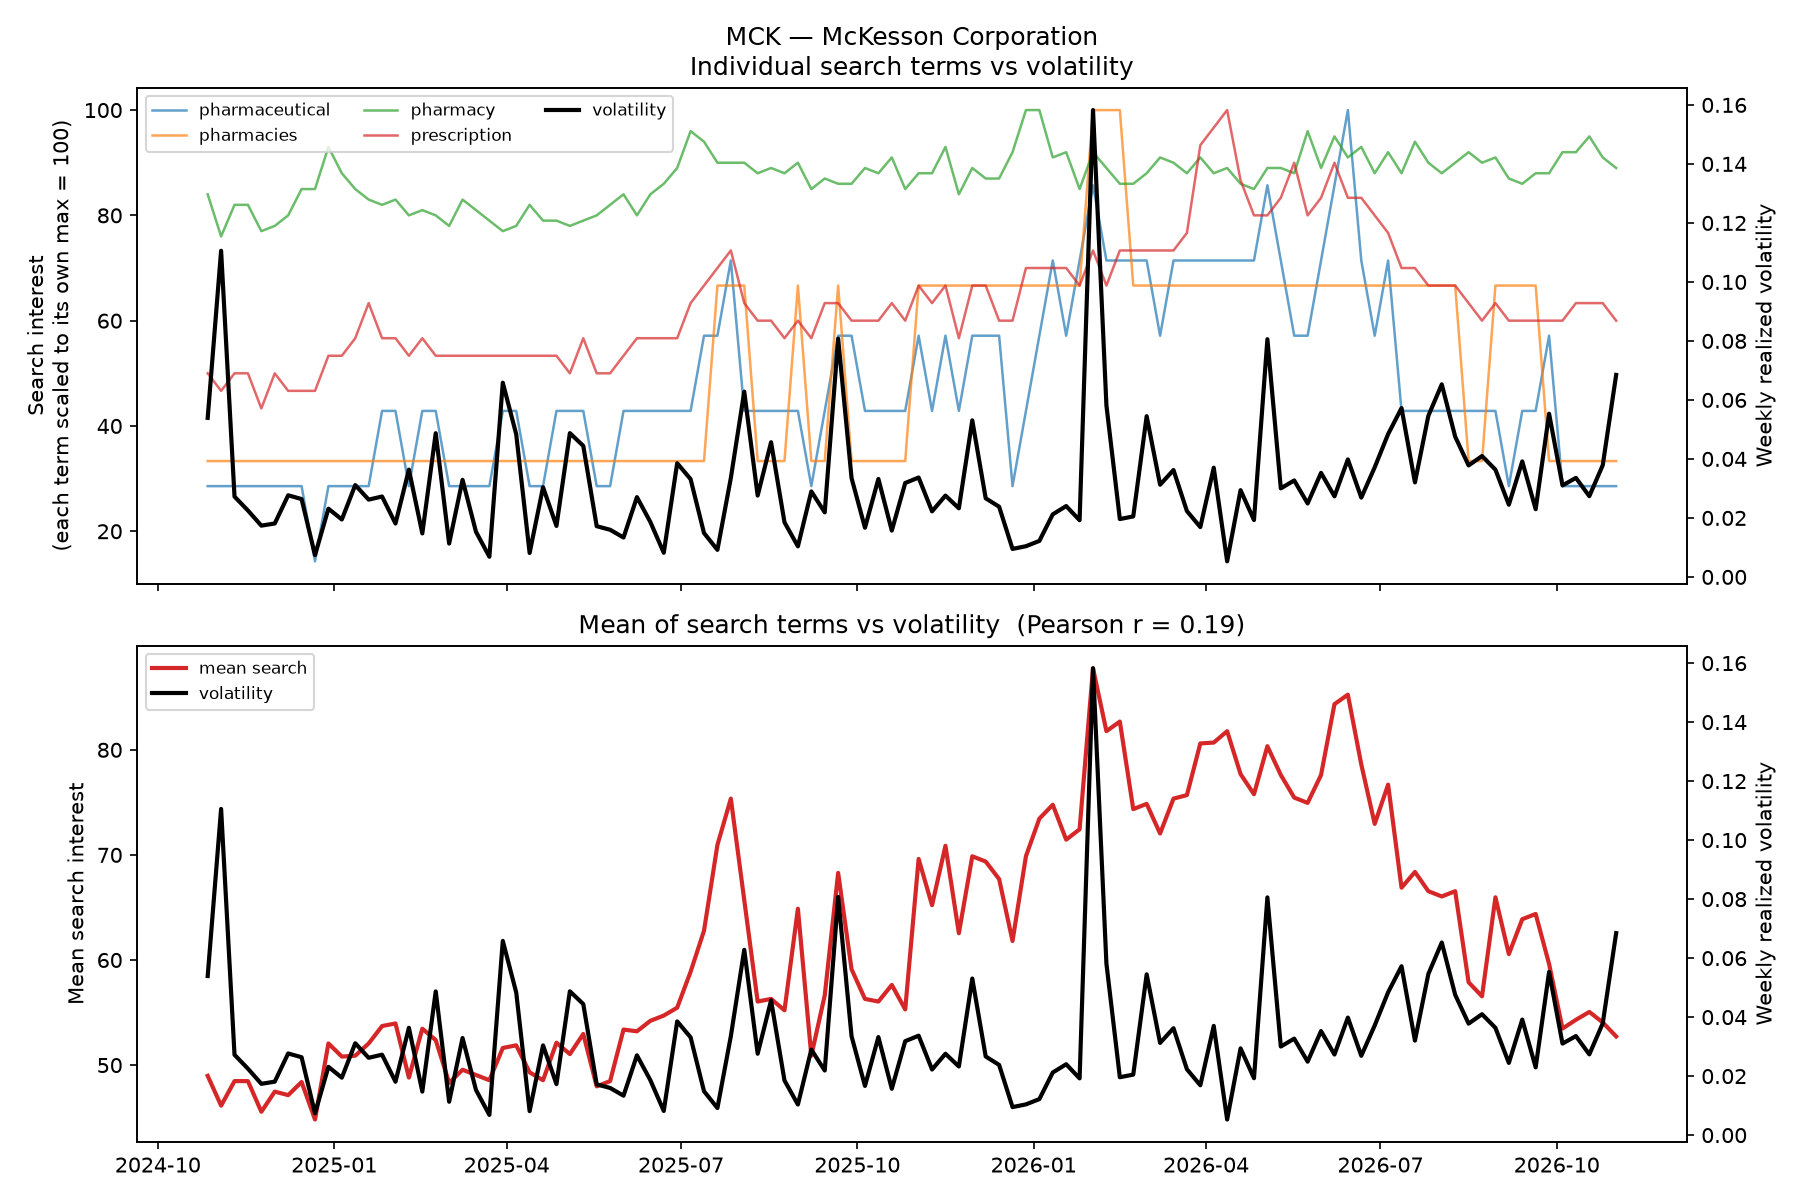 MCK — McKesson Corporation
Individual search terms vs volatility
pharmaceutical
pharmacies
pharmacy
prescription
volatility
Search interest
(each term scaled to its own max = 100)
100
80
60
40
20
Weekly realized volatility
0.16
0.14
0.12
0.10
0.08
0.06
0.04
0.02
0.00
Mean of search terms vs volatility (Pearson r = 0.19)
mean search
volatility
Mean search interest
80
70
60
50
Weekly realized volatility
0.16
0.14
0.12
0.10
0.08
0.06
0.04
0.02
0.00
2024-10
2025-01
2025-04
2025-07
2025-10
2026-01
2026-04
2026-07
2026-10